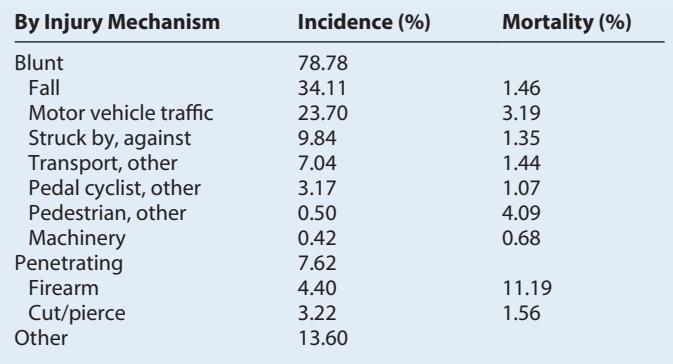 By Injury Mechanism Incidence (%) Mortality (%)
Blunt 78.78
Fall 34.11 1.46
Motor vehicle traffic 23.70 3.19
Struck by, against 9.84 1.35
Transport, other 7.04 1.44
Pedal cyclist, other 3.17 1.07
Pedestrian, other 0.50 4.09
Machinery 0.42 0.68
Penetrating 7.62
Firearm 4.40 11.19
Cut/pierce 3.22 1.56
Other 13.60